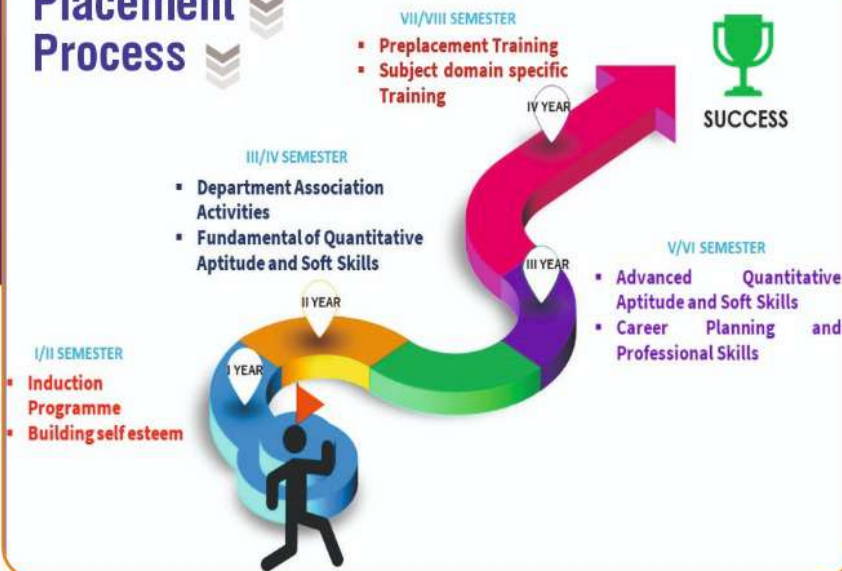 Placement
Process
VII/VIII SEMESTER
▪ Preplacement Training
▪ Subject domain specific
Training
IV YEAR
SUCCESS
III/IV SEMESTER
▪ Department Association
Activities
▪ Fundamental of Quantitative
Aptitude and Soft Skills
V/VI SEMESTER
▪ Advanced Quantitative
Aptitude and Soft Skills
▪ Career Planning and
Professional Skills
III YEAR
II YEAR
I/II SEMESTER
▪ Induction
Programme
▪ Building self esteem
I YEAR